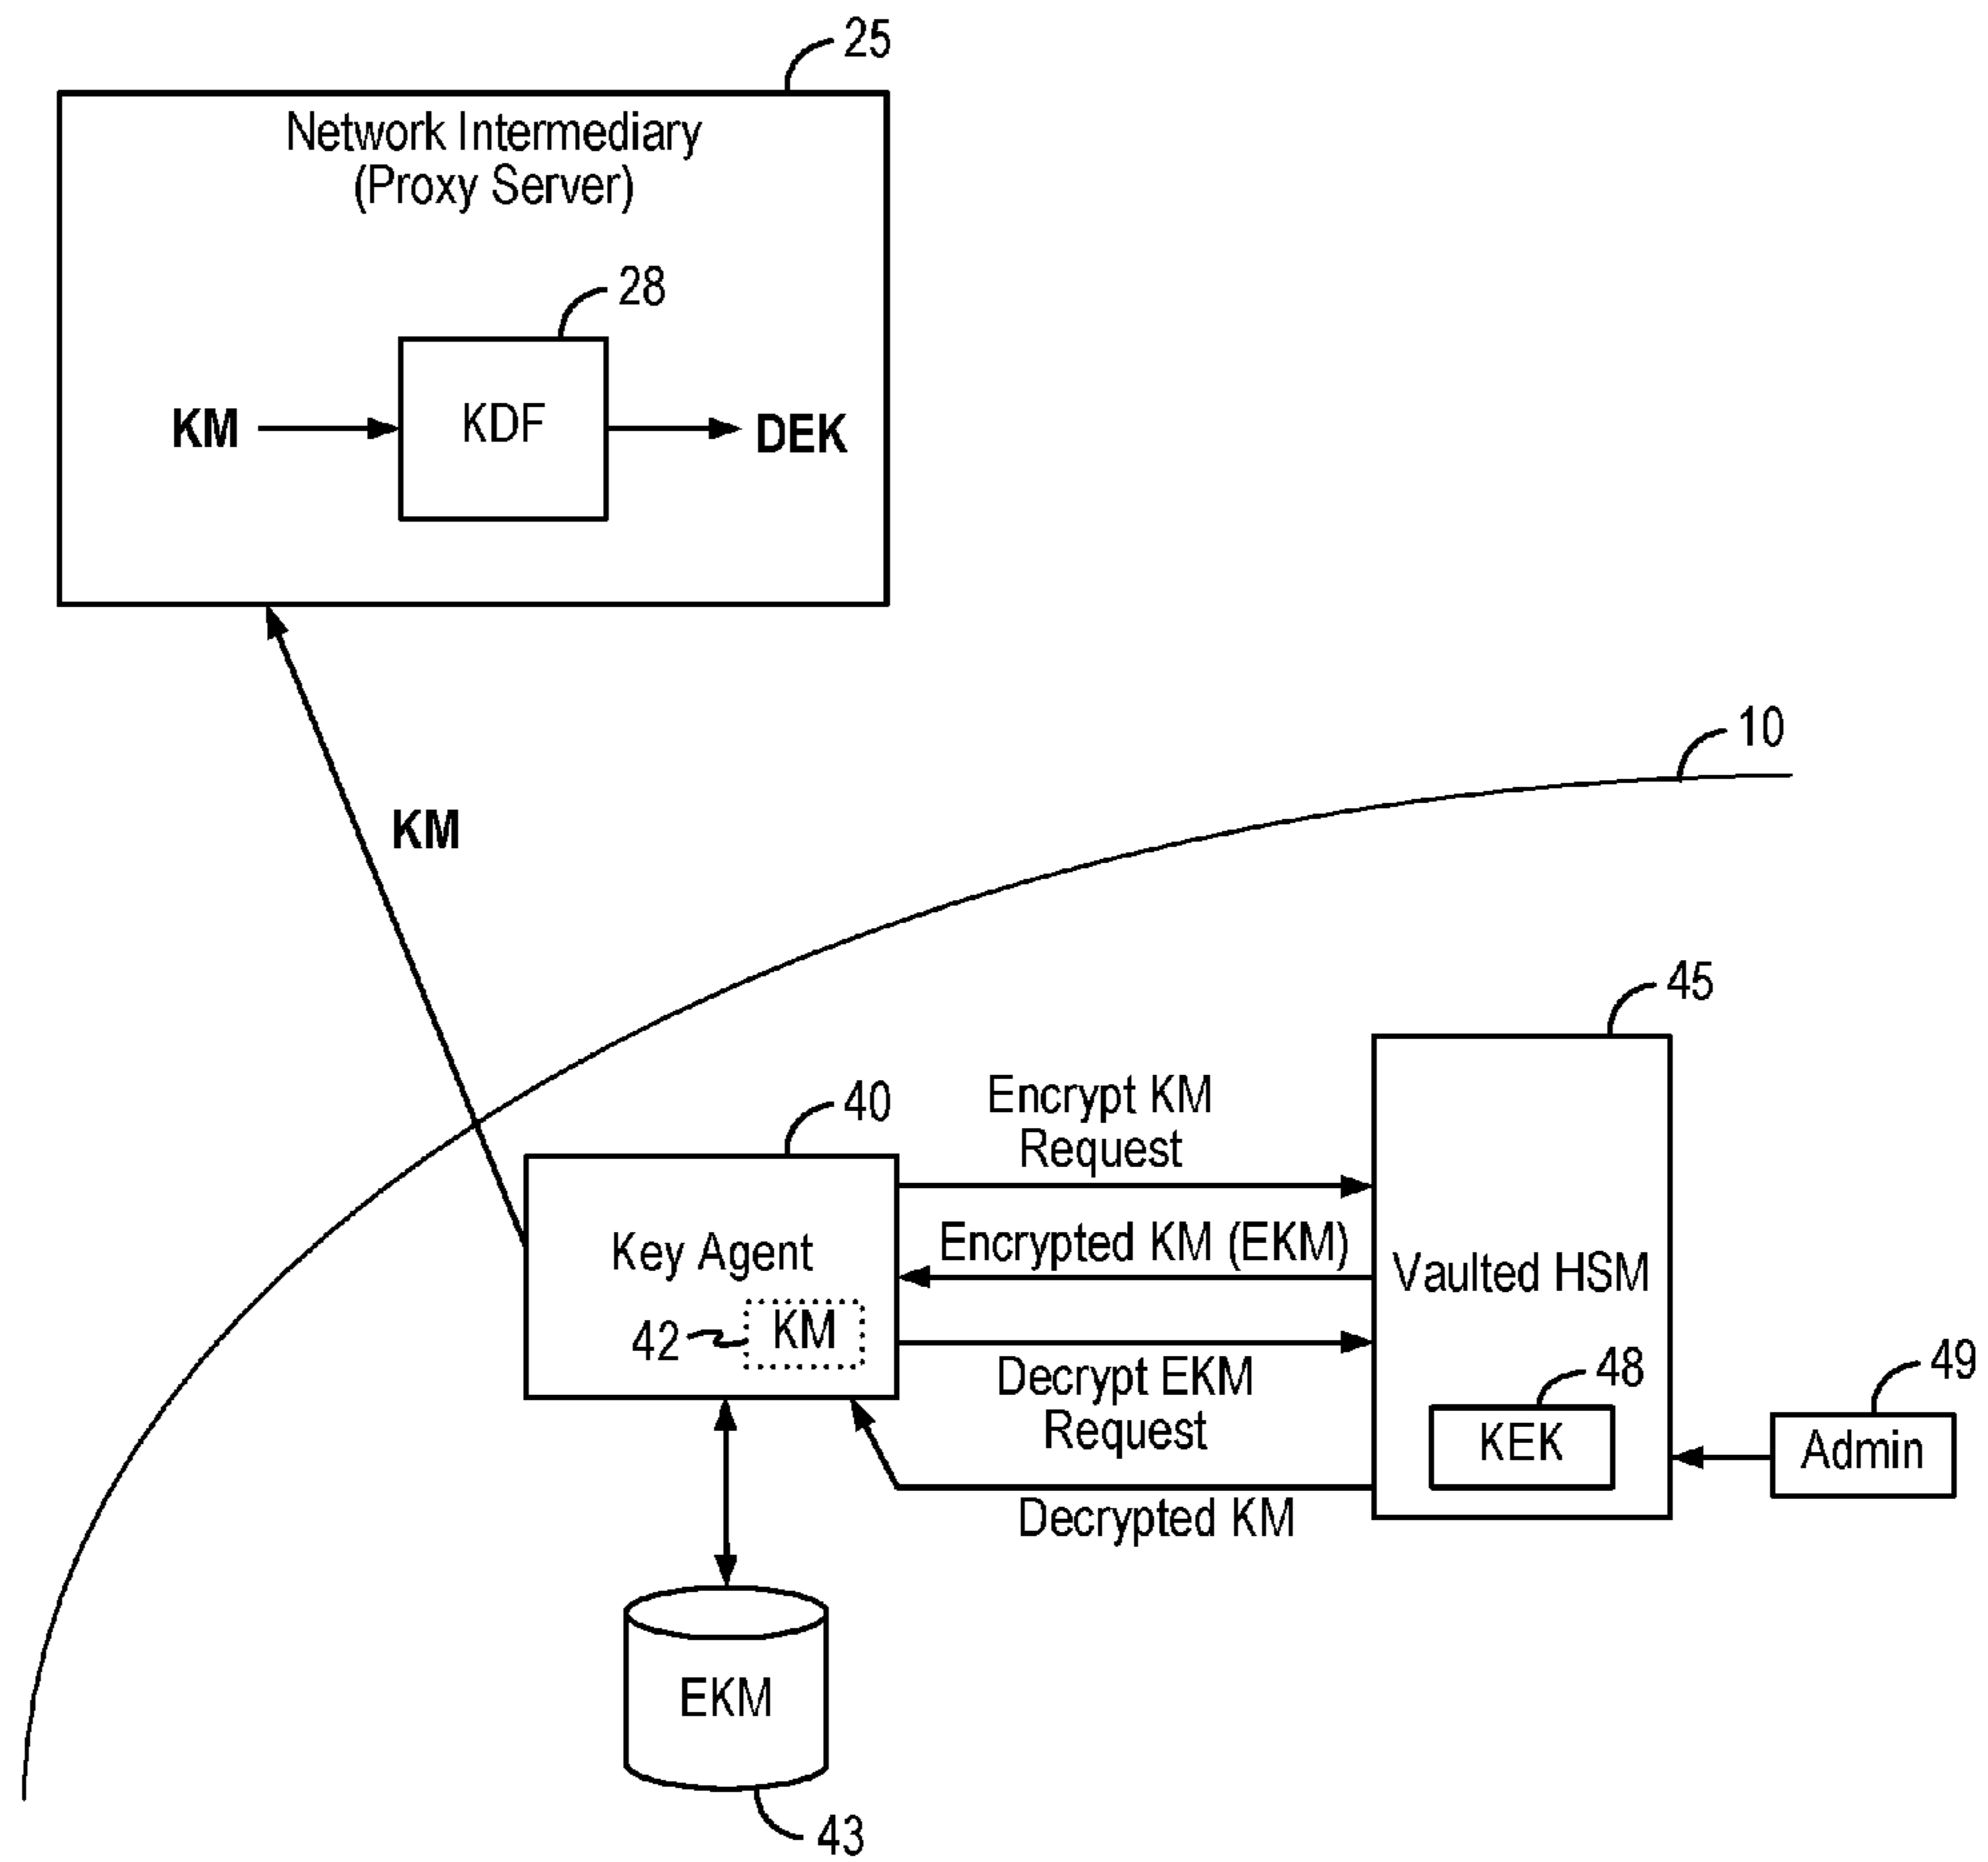 25
Network Intermediary
(Proxy Server)
28
KM
KDF
DEK
10
KM
45
40
Encrypt KM
Request
Key Agent
Encrypted KM (EKM)
Vaulted HSM
42
KM
Decrypt EKM
Request
48
49
KEK
Admin
Decrypted KM
EKM
43